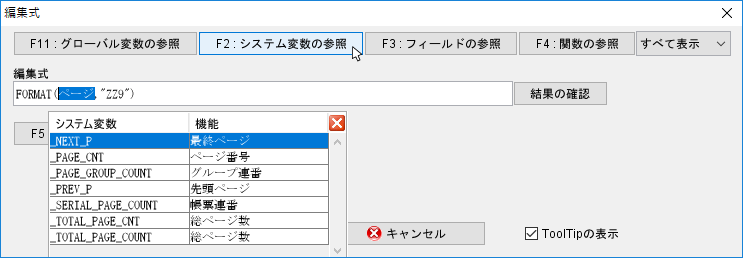 編集式
F11 : グローバル変数の参照 F2 : システム変数の参照 F3 : フィールドの参照 F4 : 関数の参照 すべて表示
編集式
FORMAT(ページ,"ZZ9") 結果の確認
F5
システム変数 機能
_NEXT_P 最終ページ
_PAGE_CNT ページ番号
_PAGE_GROUP_COUNT グループ連番
_PREV_P 先頭ページ
_SERIAL_PAGE_COUNT 帳票連番
_TOTAL_PAGE_CNT 総ページ数
_TOTAL_PAGE_COUNT 総ページ数
キャンセル ToolTipの表示